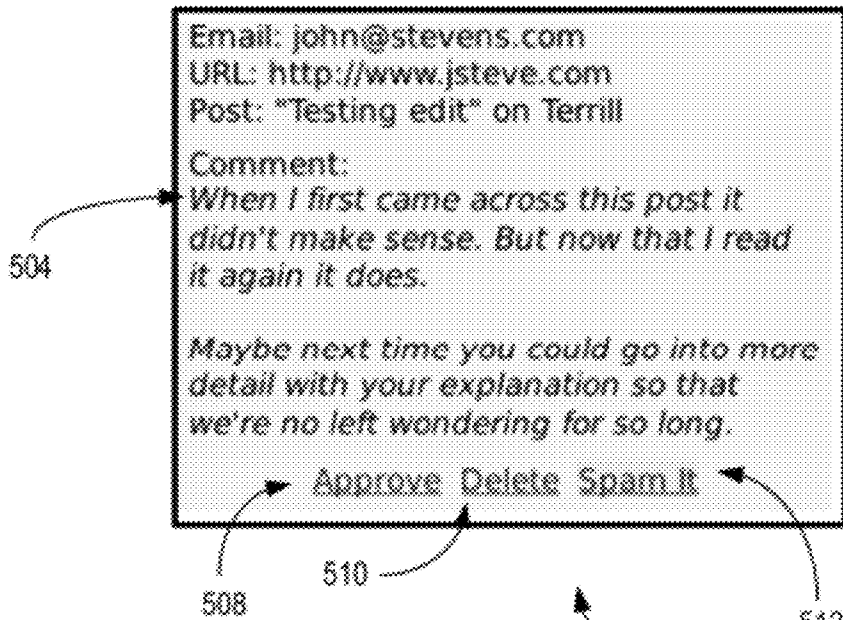 Email: john@stevens.com
URL: http://www.jsteve.com
Post: "Testing edit" on Terrill
Comment:
When I first came across this post it
didn't make sense. But now that I read
it again it does.
504
Maybe next time you could go into more
detail with your explanation so that
we're no left wondering for so long.
Approve Delete Spam It
510
508